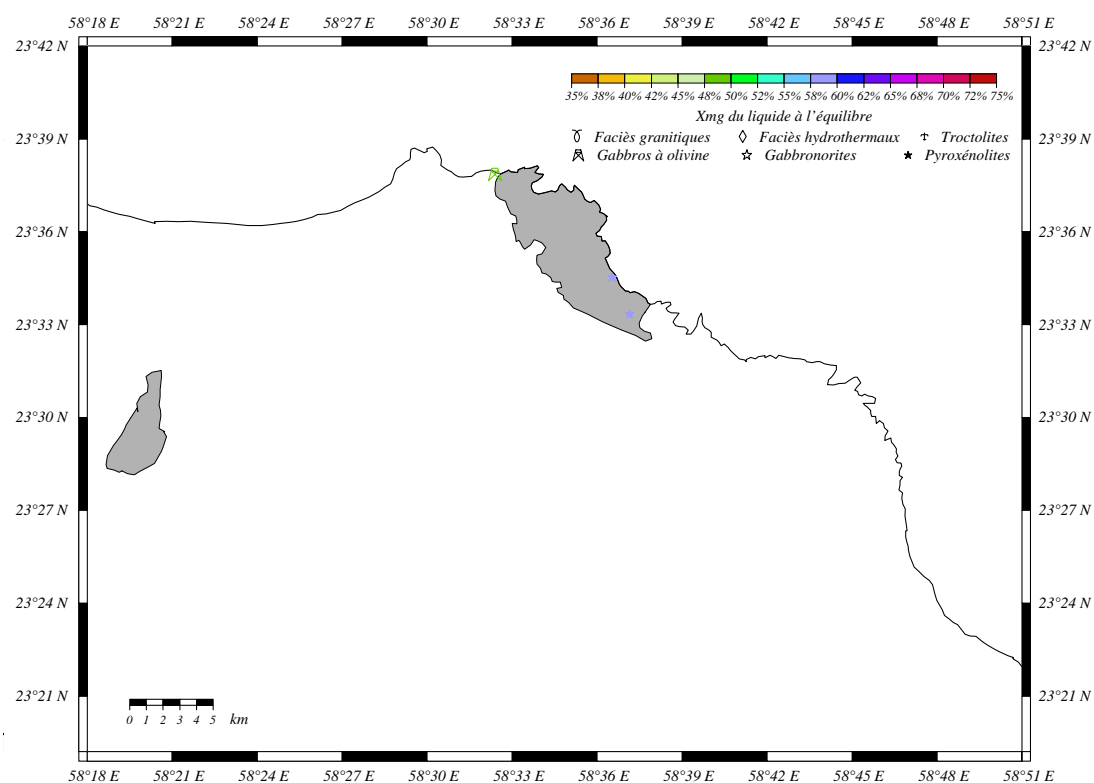 58°18' E 58°21' E 58°24' E 58°27' E 58°30' E 58°33' E 58°36' E 58°39' E 58°42' E 58°45' E 58°48' E 58°51' E
23°42' N 23°42' N
35% 38% 40% 42% 45% 48% 50% 52% 55% 58% 60% 62% 65% 68% 70% 72% 75%
Xmg du liquide à l'équilibre
23°39' N Faciès granitiques Faciès hydrothermaux Troctolites 23°39' N
Gabbros à olivine Gabbronorites Pyroxénolites
23°36' N 23°36' N
23°33' N 23°33' N
23°30' N 23°30' N
23°27' N 23°27' N
23°24' N 23°24' N
23°21' N 23°21' N
0 1 2 3 4 5 km
58°18' E 58°21' E 58°24' E 58°27' E 58°30' E 58°33' E 58°36' E 58°39' E 58°42' E 58°45' E 58°48' E 58°51' E